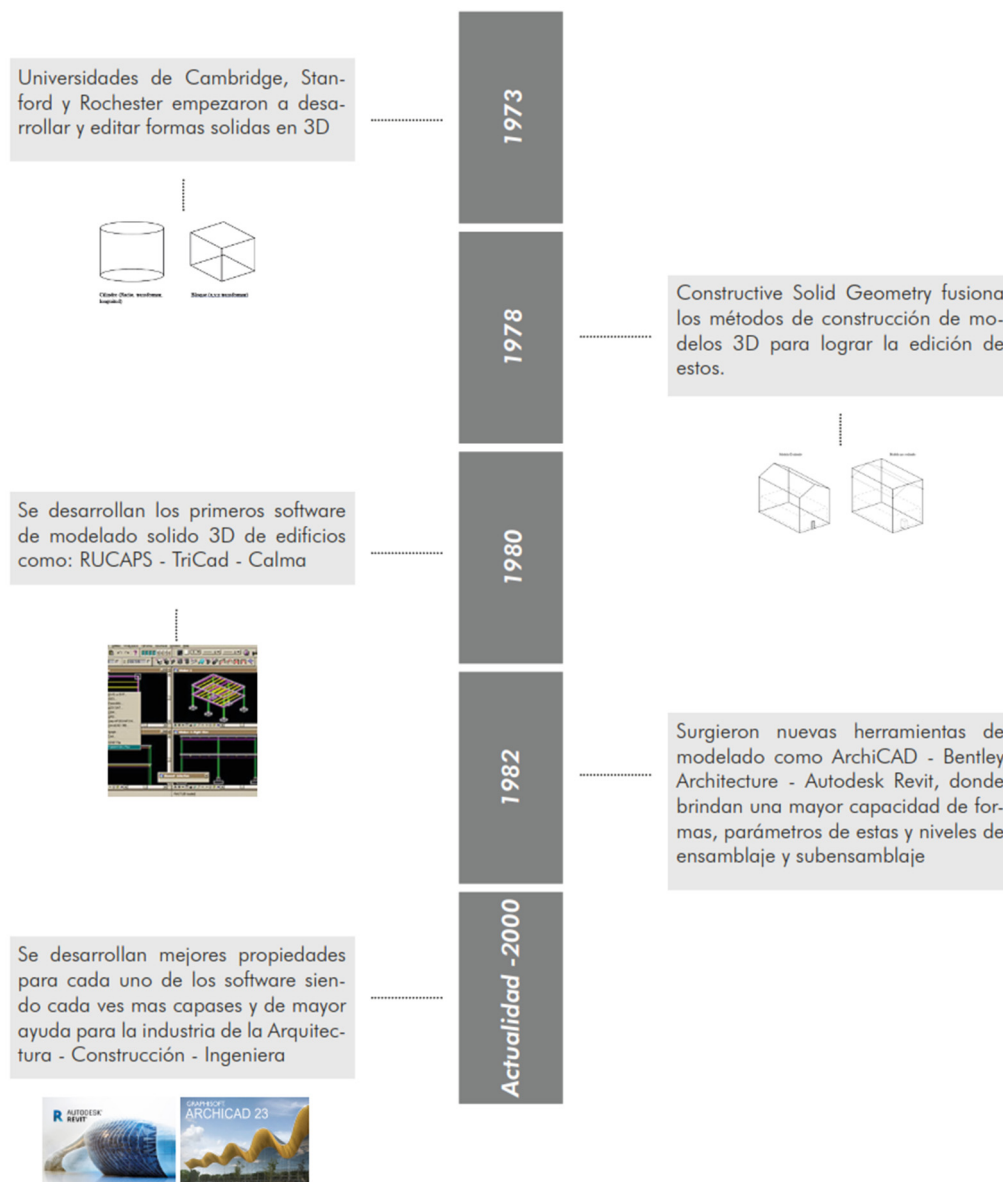 1973
Universidades de Cambridge, Stan-
ford y Rochester empezaron a desa-
rrollar y editar formas solidas en 3D
Bloque (x,y,z transforman)
1978
Constructive Solid Geometry fusiona
los métodos de construcción de mo-
delos 3D para lograr la edición de
estos.
1980
Se desarrollan los primeros software
de modelado solido 3D de edificios
como: RUCAPS - TriCad - Calma
1982
Surgieron nuevas herramientas de
modelado como ArchiCAD - Bentley
Architecture - Autodesk Revit, donde
brindan una mayor capacidad de for-
mas, parámetros de estas y niveles de
ensamblaje y subensamblaje
Actualidad -2000
Se desarrollan mejores propiedades
para cada uno de los software sien-
do cada ves mas capases y de mayor
ayuda para la industria de la Arquitec-
tura - Construcción - Ingeniera
R AUTODESK
REVIT
GRAPHISOFT
ARCHICAD 23